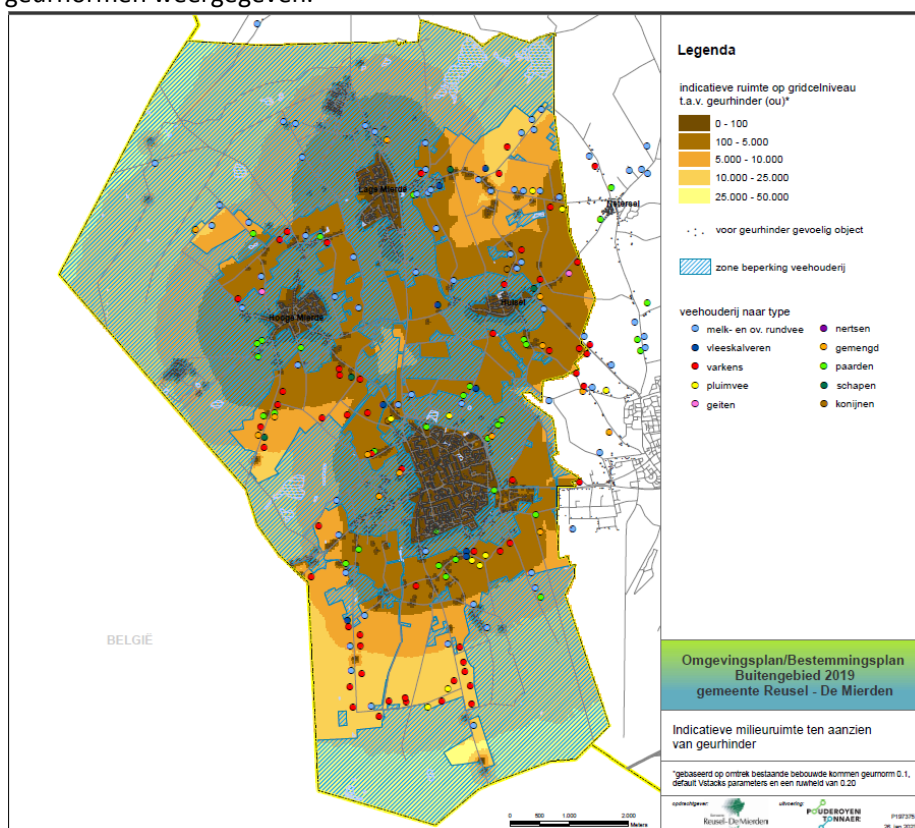 geurnormen weergegeven.
Legenda
indicatieve ruimte op gridcelniveau
t.a.v. geurhinder (ou)*
0 - 100
100 - 5.000
5.000 - 10.000
10.000 - 25.000
25.000 - 50.000
voor geurhinder gevoelig object
zone beperking veehouderij
veehouderij naar type
melk- en ov. rundvee
nertsen
vleeskalveren
gemengd
varkens
paarden
pluimvee
schapen
geiten
konijnen
Lage Mierde
Netersel
Hulsel
Hooge Mierde
BELGIË
Omgevingsplan/Bestemmingsplan
Buitengebied 2019
gemeente Reusel - De Mierden
Indicatieve milieuruimte ten aanzien
van geurhinder
*gebaseerd op omtrek bestaande bebouwde kommen geurnorm 0.1,
default Vstacks parameters en een ruwheid van 0.20
opdrachtgever:
uitvoering:
Reusel-De Mierden
POUDEROYEN
TONNAER
0 500 1.000 2.000
Meters